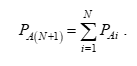 $P_{A(N+1)} = \sum_{i=1}^{N} P_{Ai} \, .$